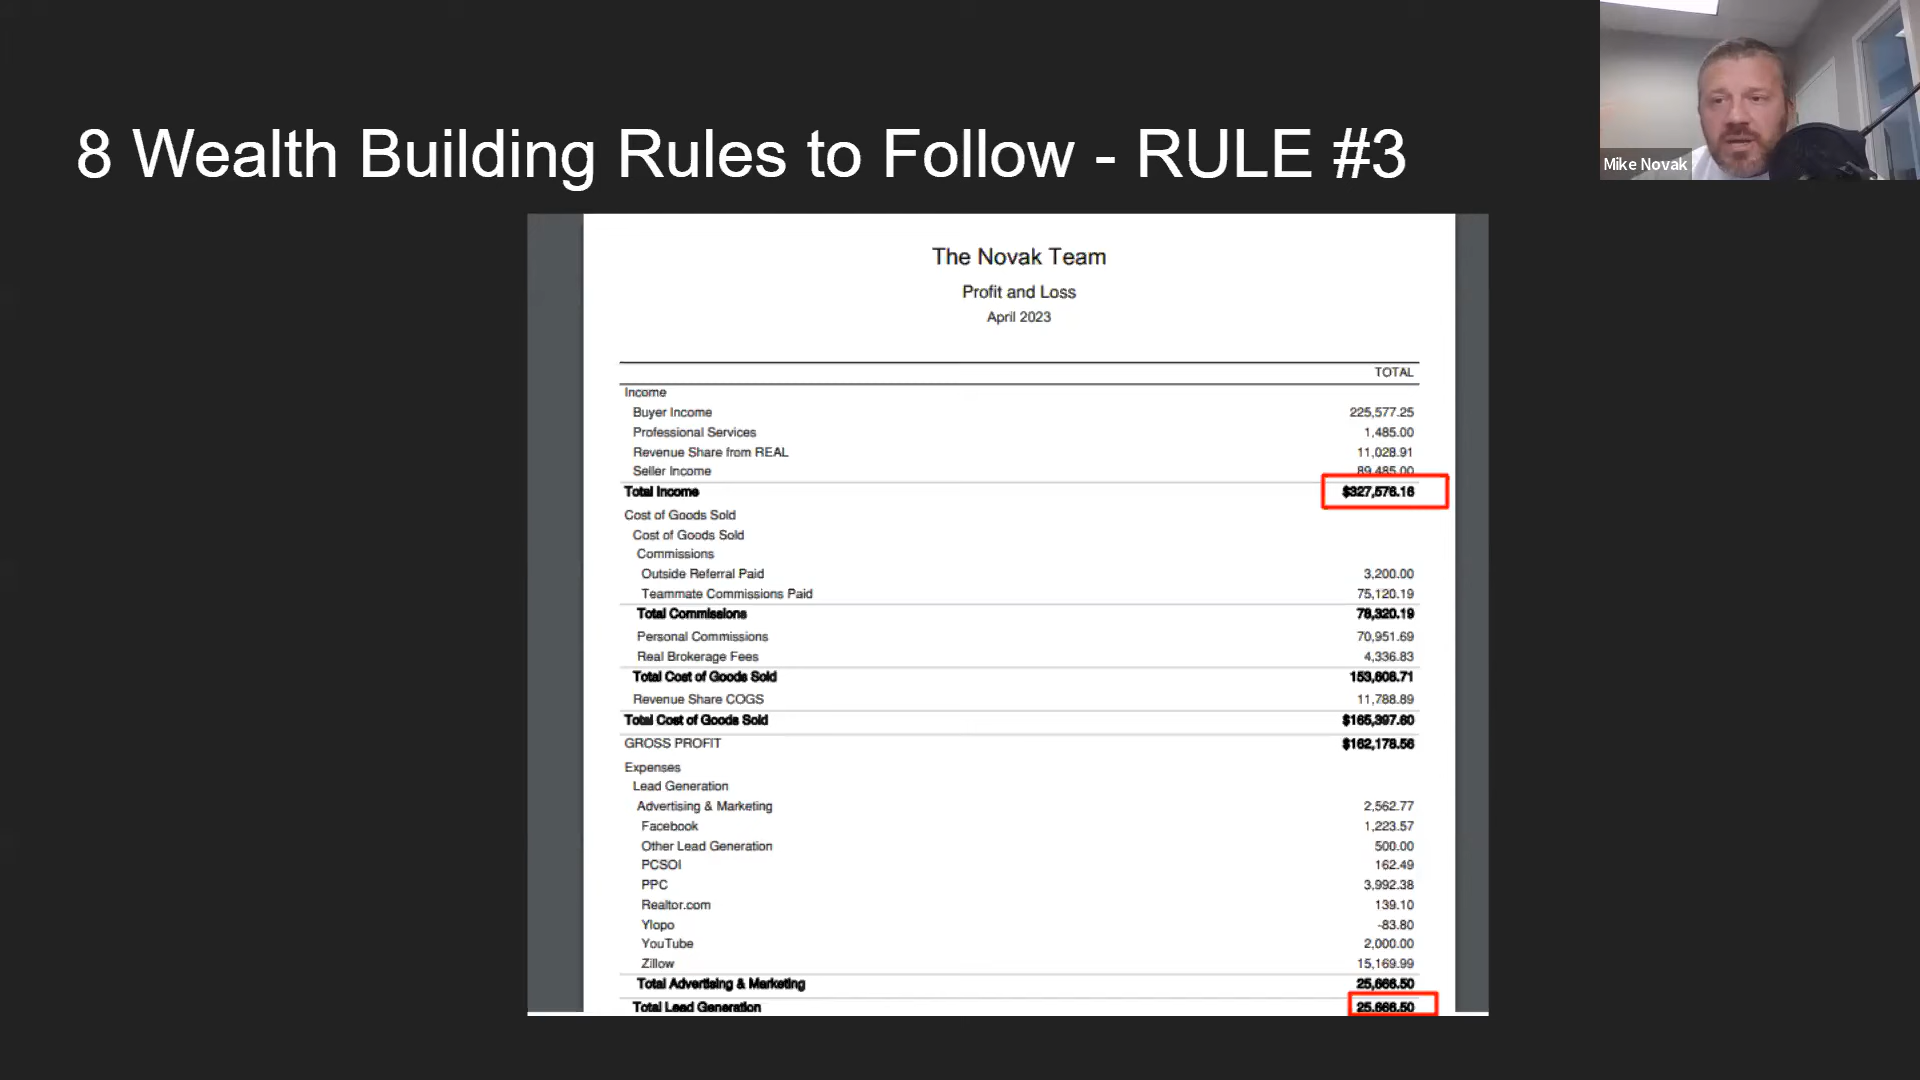 8 Wealth Building Rules to Follow - RULE #3
Mike Novak
The Novak Team
Profit and Loss
April 2023
TOTAL
Income
Buyer Income 225,577.25
Professional Services 1,485.00
Revenue Share from REAL 11,028.91
Seller Income 89,485.00
Total Income $327,576.16
Cost of Goods Sold
Cost of Goods Sold
Commissions
Outside Referral Paid 3,200.00
Teammate Commissions Paid 75,120.19
Total Commissions 78,320.19
Personal Commissions 70,951.69
Real Brokerage Fees 4,336.83
Total Cost of Goods Sold 153,608.71
Revenue Share COGS 11,788.89
Total Cost of Goods Sold $165,397.60
GROSS PROFIT $162,178.56
Expenses
Lead Generation
Advertising & Marketing 2,562.77
Facebook 1,223.57
Other Lead Generation 500.00
PCSOI 162.49
PPC 3,992.38
Realtor.com 139.10
Ylopo -83.80
YouTube 2,000.00
Zillow 15,169.99
Total Advertising & Marketing 25,666.50
Total Lead Generation 25,666.50